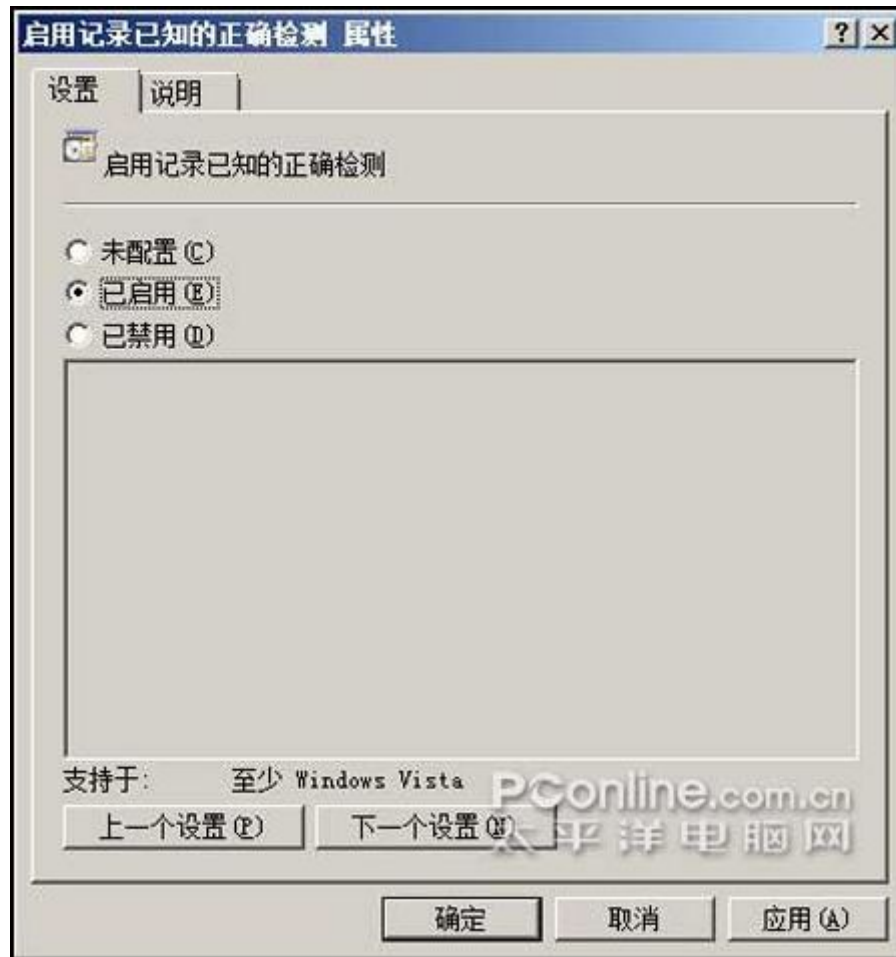 启用记录已知的正确检测 属性
设置 说明
启用记录已知的正确检测
未配置(C)
已启用(E)
已禁用(D)
支持于: 至少 Windows Vista
上一个设置(P) 下一个设置(N)
PConline.com.cn
太平洋电脑网
确定 取消 应用(A)